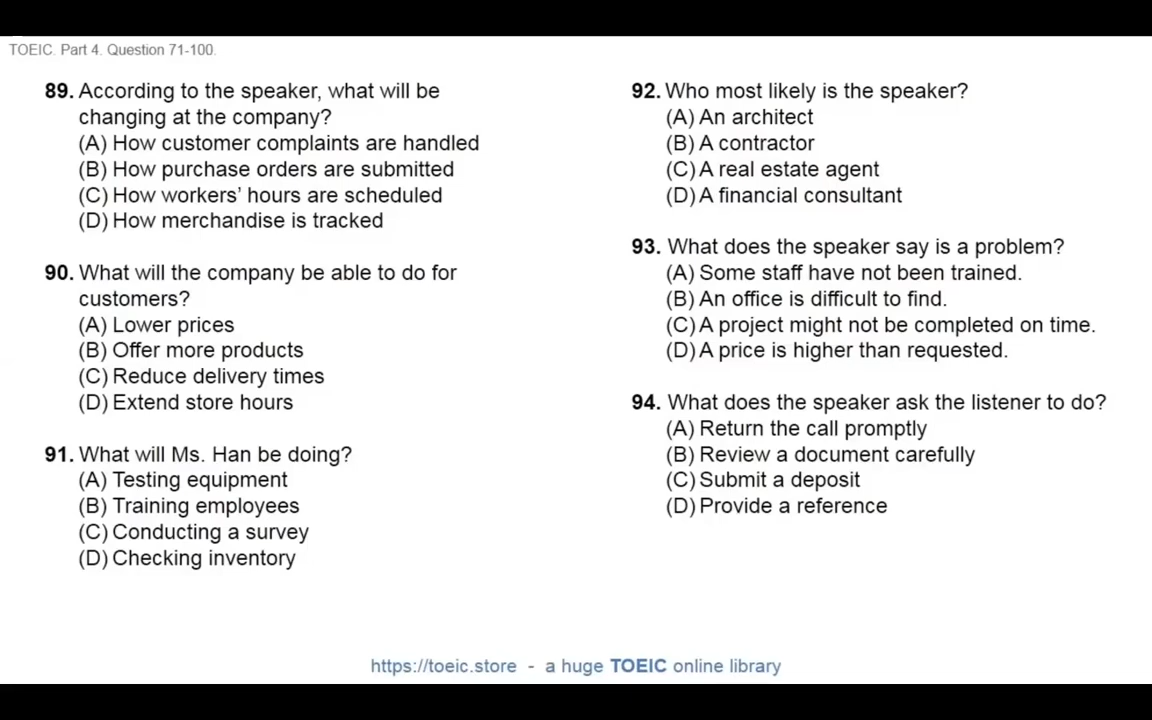 TOEIC. Part 4. Question 71-100.
89. According to the speaker, what will be
changing at the company?
(A) How customer complaints are handled
(B) How purchase orders are submitted
(C) How workers' hours are scheduled
(D) How merchandise is tracked
90. What will the company be able to do for
customers?
(A) Lower prices
(B) Offer more products
(C) Reduce delivery times
(D) Extend store hours
91. What will Ms. Han be doing?
(A) Testing equipment
(B) Training employees
(C) Conducting a survey
(D) Checking inventory
92. Who most likely is the speaker?
(A) An architect
(B) A contractor
(C) A real estate agent
(D) A financial consultant
93. What does the speaker say is a problem?
(A) Some staff have not been trained.
(B) An office is difficult to find.
(C) A project might not be completed on time.
(D) A price is higher than requested.
94. What does the speaker ask the listener to do?
(A) Return the call promptly
(B) Review a document carefully
(C) Submit a deposit
(D) Provide a reference
https://toeic.store - a huge TOEIC online library